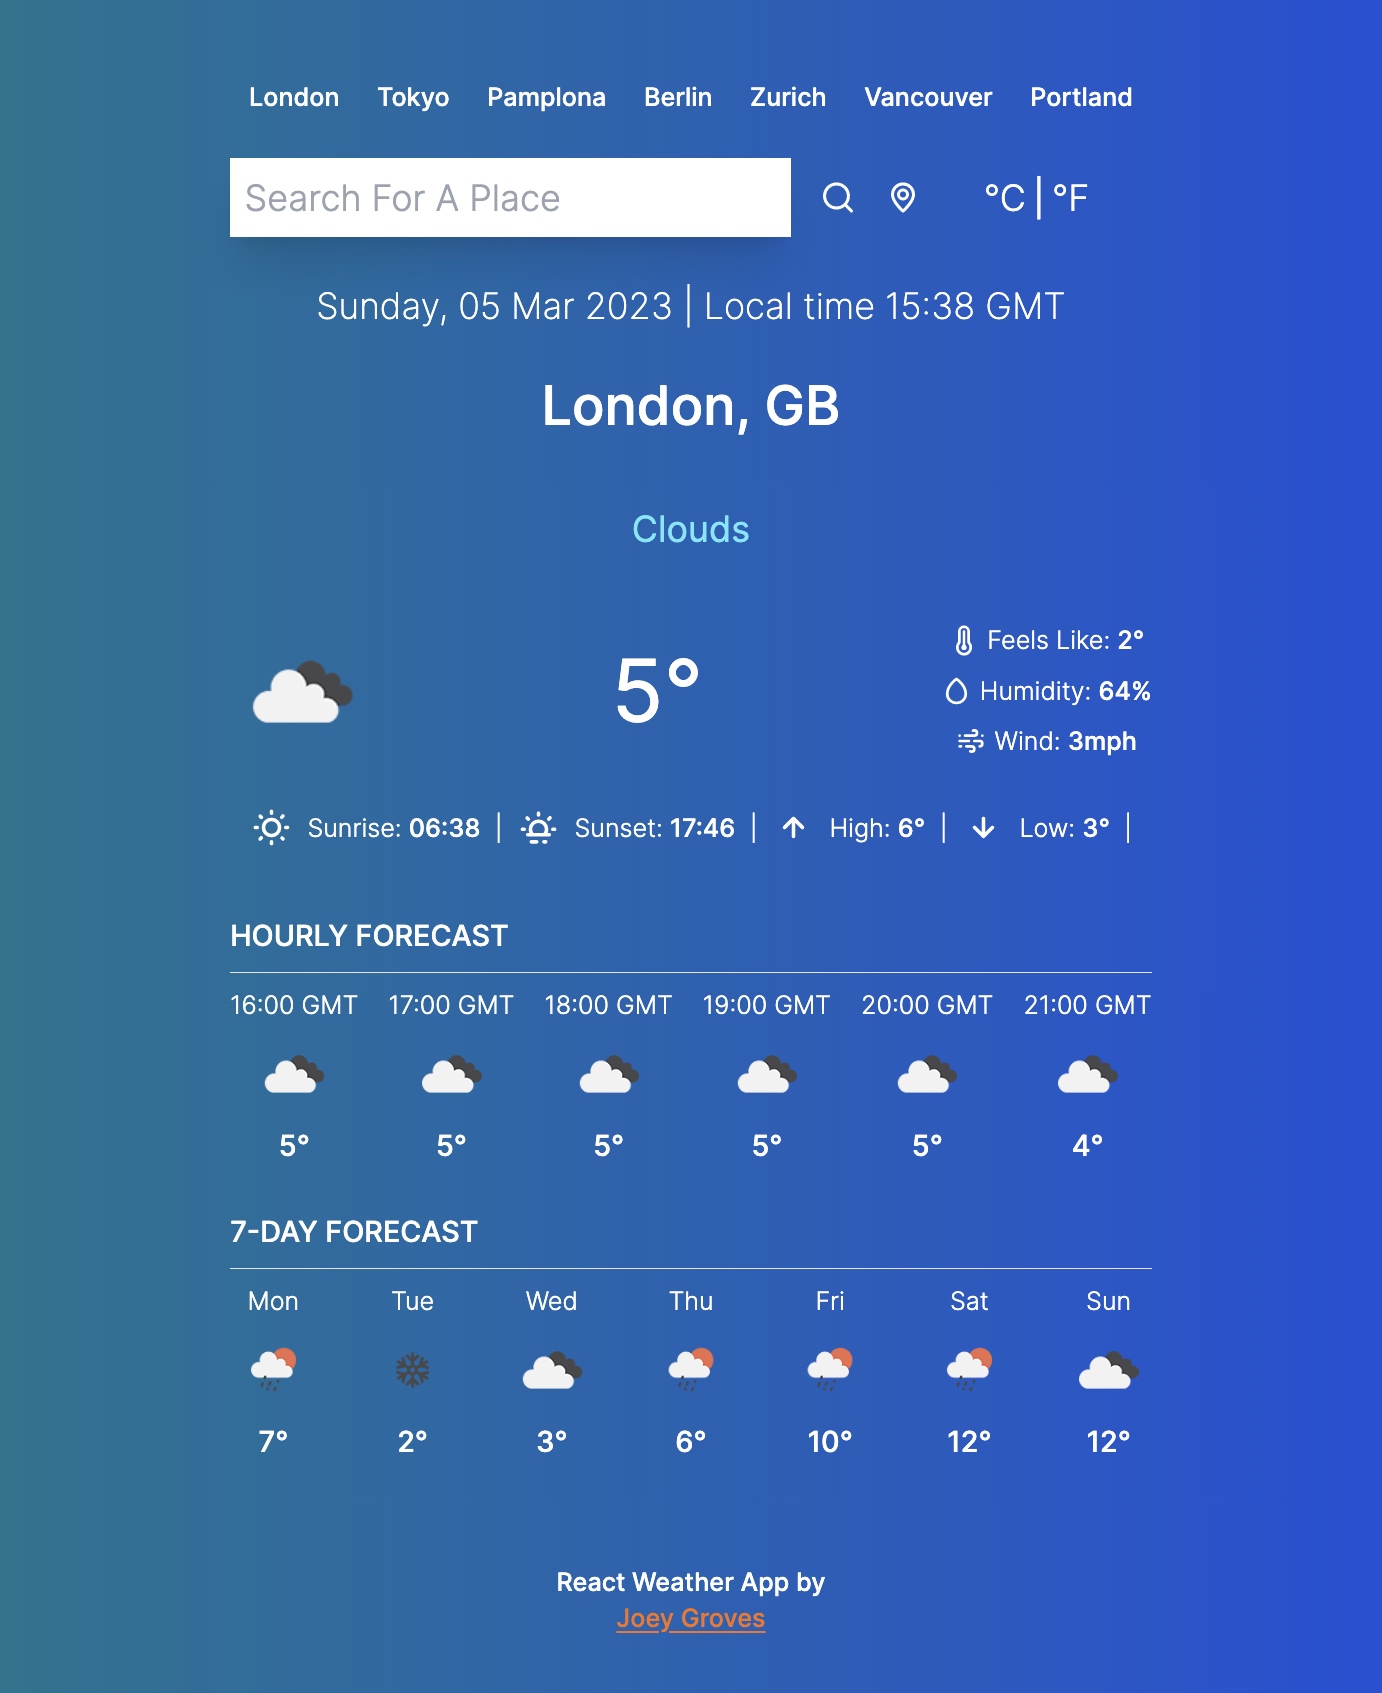 London Tokyo Pamplona Berlin Zurich Vancouver Portland
Search For A Place °C | °F
Sunday, 05 Mar 2023 | Local time 15:38 GMT
London, GB
Clouds
5°
Feels Like: 2°
Humidity: 64%
Wind: 3mph
Sunrise: 06:38 | Sunset: 17:46 | High: 6° | Low: 3° |
HOURLY FORECAST
16:00 GMT 17:00 GMT 18:00 GMT 19:00 GMT 20:00 GMT 21:00 GMT
5° 5° 5° 5° 5° 4°
7-DAY FORECAST
Mon Tue Wed Thu Fri Sat Sun
7° 2° 3° 6° 10° 12° 12°
React Weather App by
Joey Groves